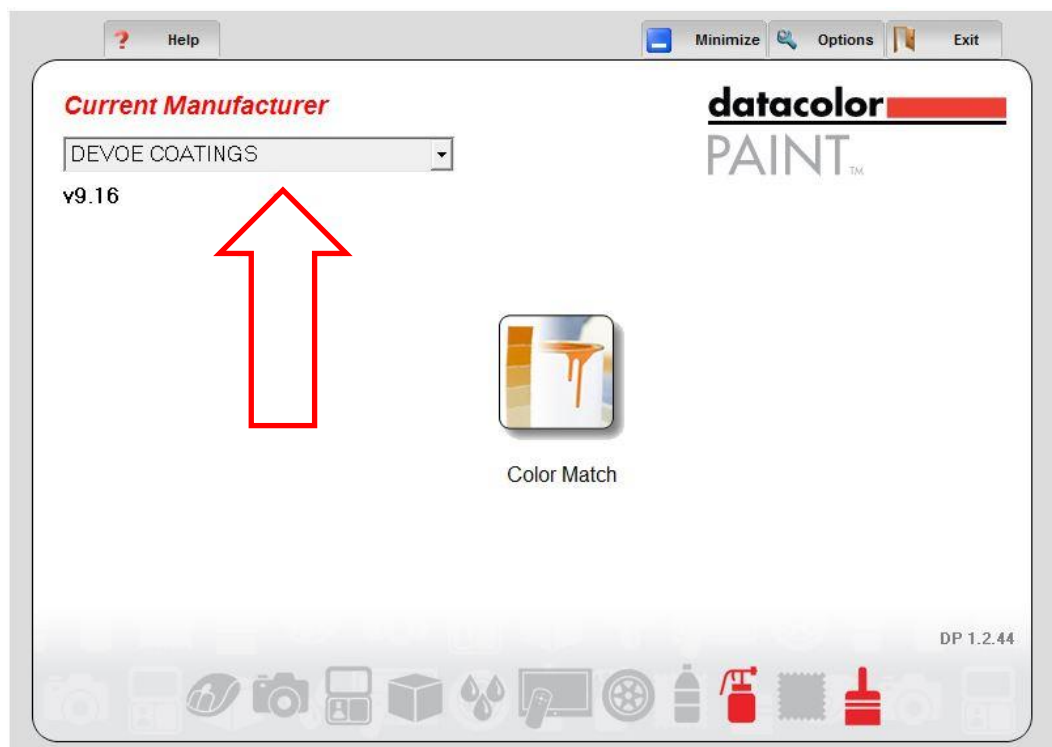 Help
Minimize
Options
Exit
Current Manufacturer
datacolor
PAINT™
DEVOE COATINGS
v9.16
Color Match
DP 1.2.44